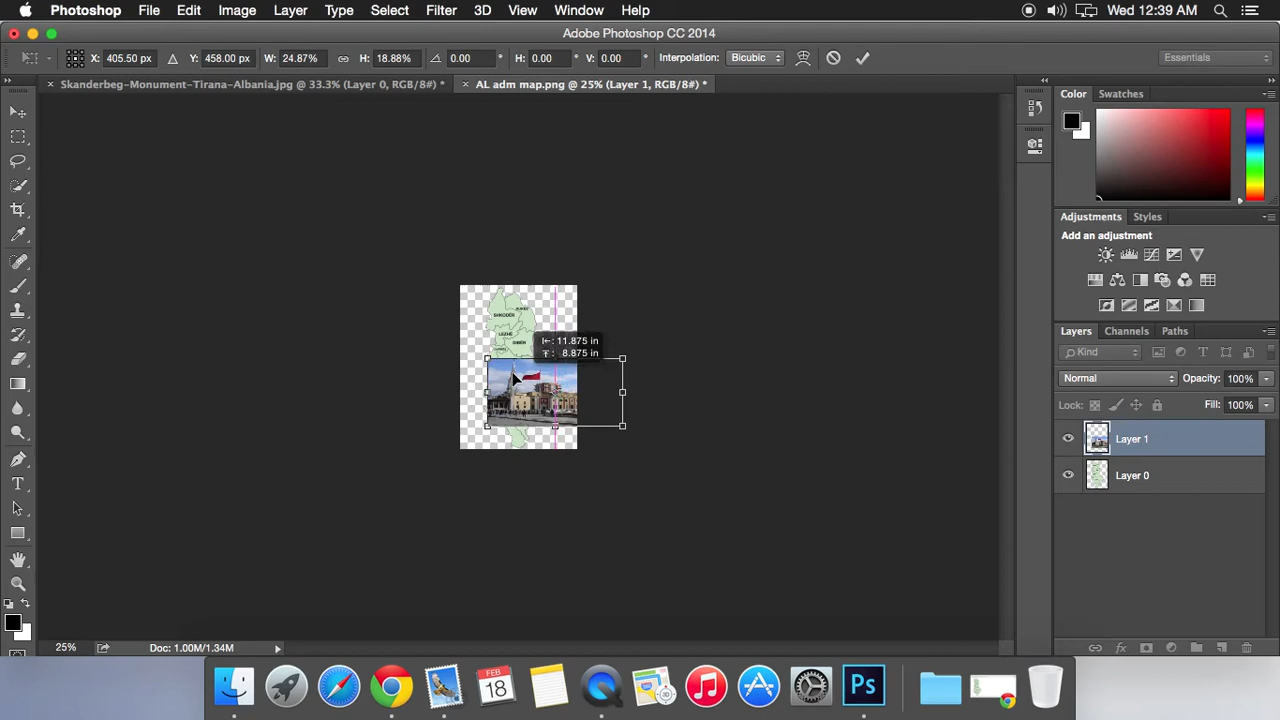 Photoshop File Edit Image Layer Type Select Filter 3D View Window Help Wed 12:39 AM
Adobe Photoshop CC 2014
X: 405.50 px Y: 458.00 px W: 24.87% H: 18.88% 0.00 ° H: 0.00 ° V: 0.00 ° Interpolation: Bicubic Essentials
Skanderbeg-Monument-Tirana-Albania.jpg @ 33.3% (Layer 0, RGB/8#) * AL adm map.png @ 25% (Layer 1, RGB/8#) *
Color Swatches
Adjustments Styles
Add an adjustment
SHKODËR
LEZHË
DIBËR
11.875 in
8.875 in
Layers Channels Paths
Kind
Normal Opacity: 100%
Lock: Fill: 100%
Layer 1
Layer 0
25% Doc: 1.00M/1.34M
FEB
18
3D
Ps